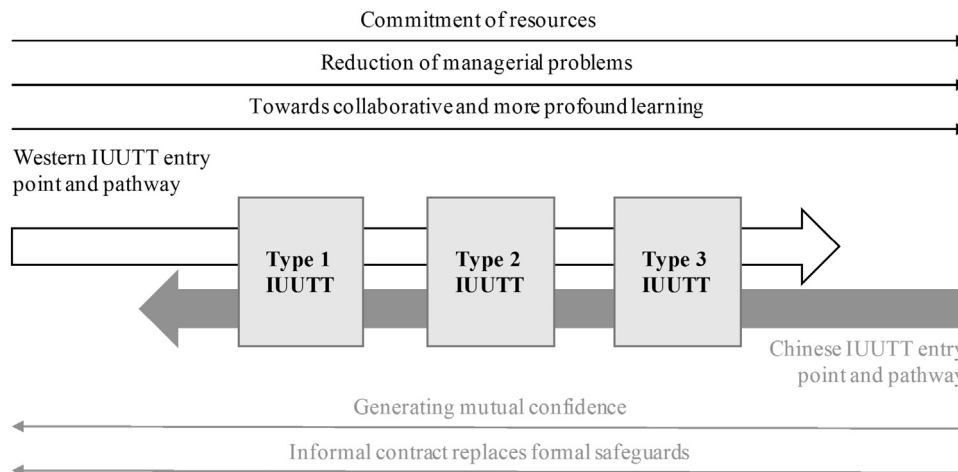 Commitment of resources
Reduction of managerial problems
Towards collaborative and more profound learning
Western IUUTT entry
point and pathway
Type 1
IUUTT
Type 2
IUUTT
Type 3
IUUTT
Chinese IUUTT entry
point and pathway
Generating mutual confidence
Informal contract replaces formal safeguards